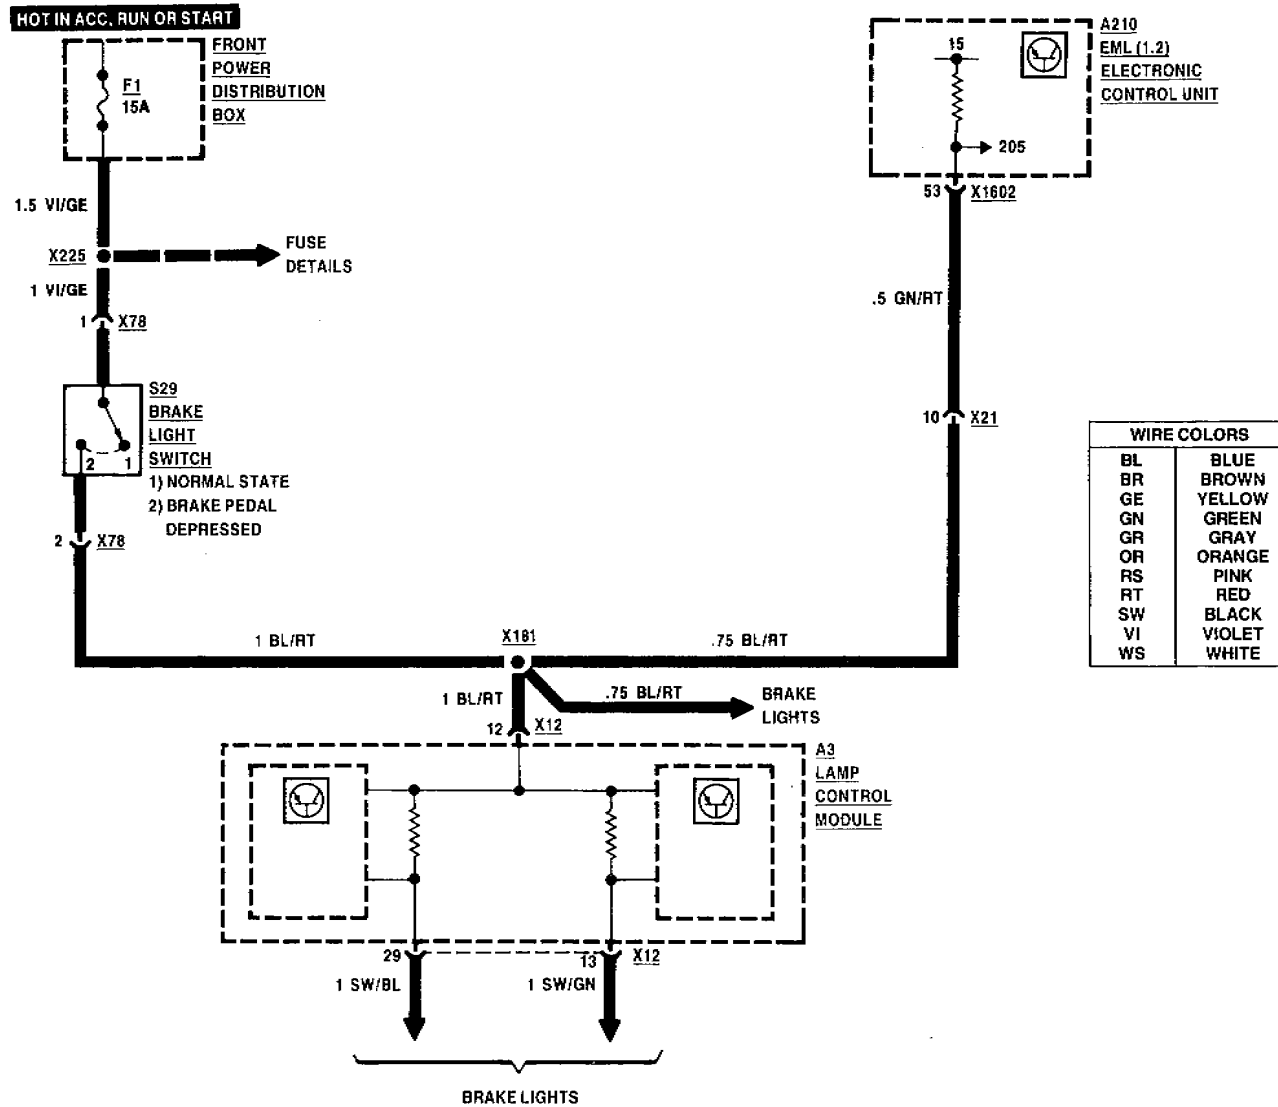 HOT IN ACC, RUN OR START
FRONT
POWER
DISTRIBUTION
BOX
F1
15A
1.5 VI/GE
X225
FUSE
DETAILS
1 VI/GE
1 X78
S29
BRAKE
LIGHT
SWITCH
1) NORMAL STATE
2) BRAKE PEDAL
DEPRESSED
2 1
2 X78
1 BL/RT
X181
.75 BL/RT
A210
EML (1.2)
ELECTRONIC
CONTROL UNIT
15
205
53 X1602
.5 GN/RT
10 X21
WIRE COLORS
BL BLUE
BR BROWN
GE YELLOW
GN GREEN
GR GRAY
OR ORANGE
RS PINK
RT RED
SW BLACK
VI VIOLET
WS WHITE
1 BL/RT
.75 BL/RT
BRAKE
LIGHTS
12 X12
A3
LAMP
CONTROL
MODULE
29 13 X12
1 SW/BL 1 SW/GN
BRAKE LIGHTS